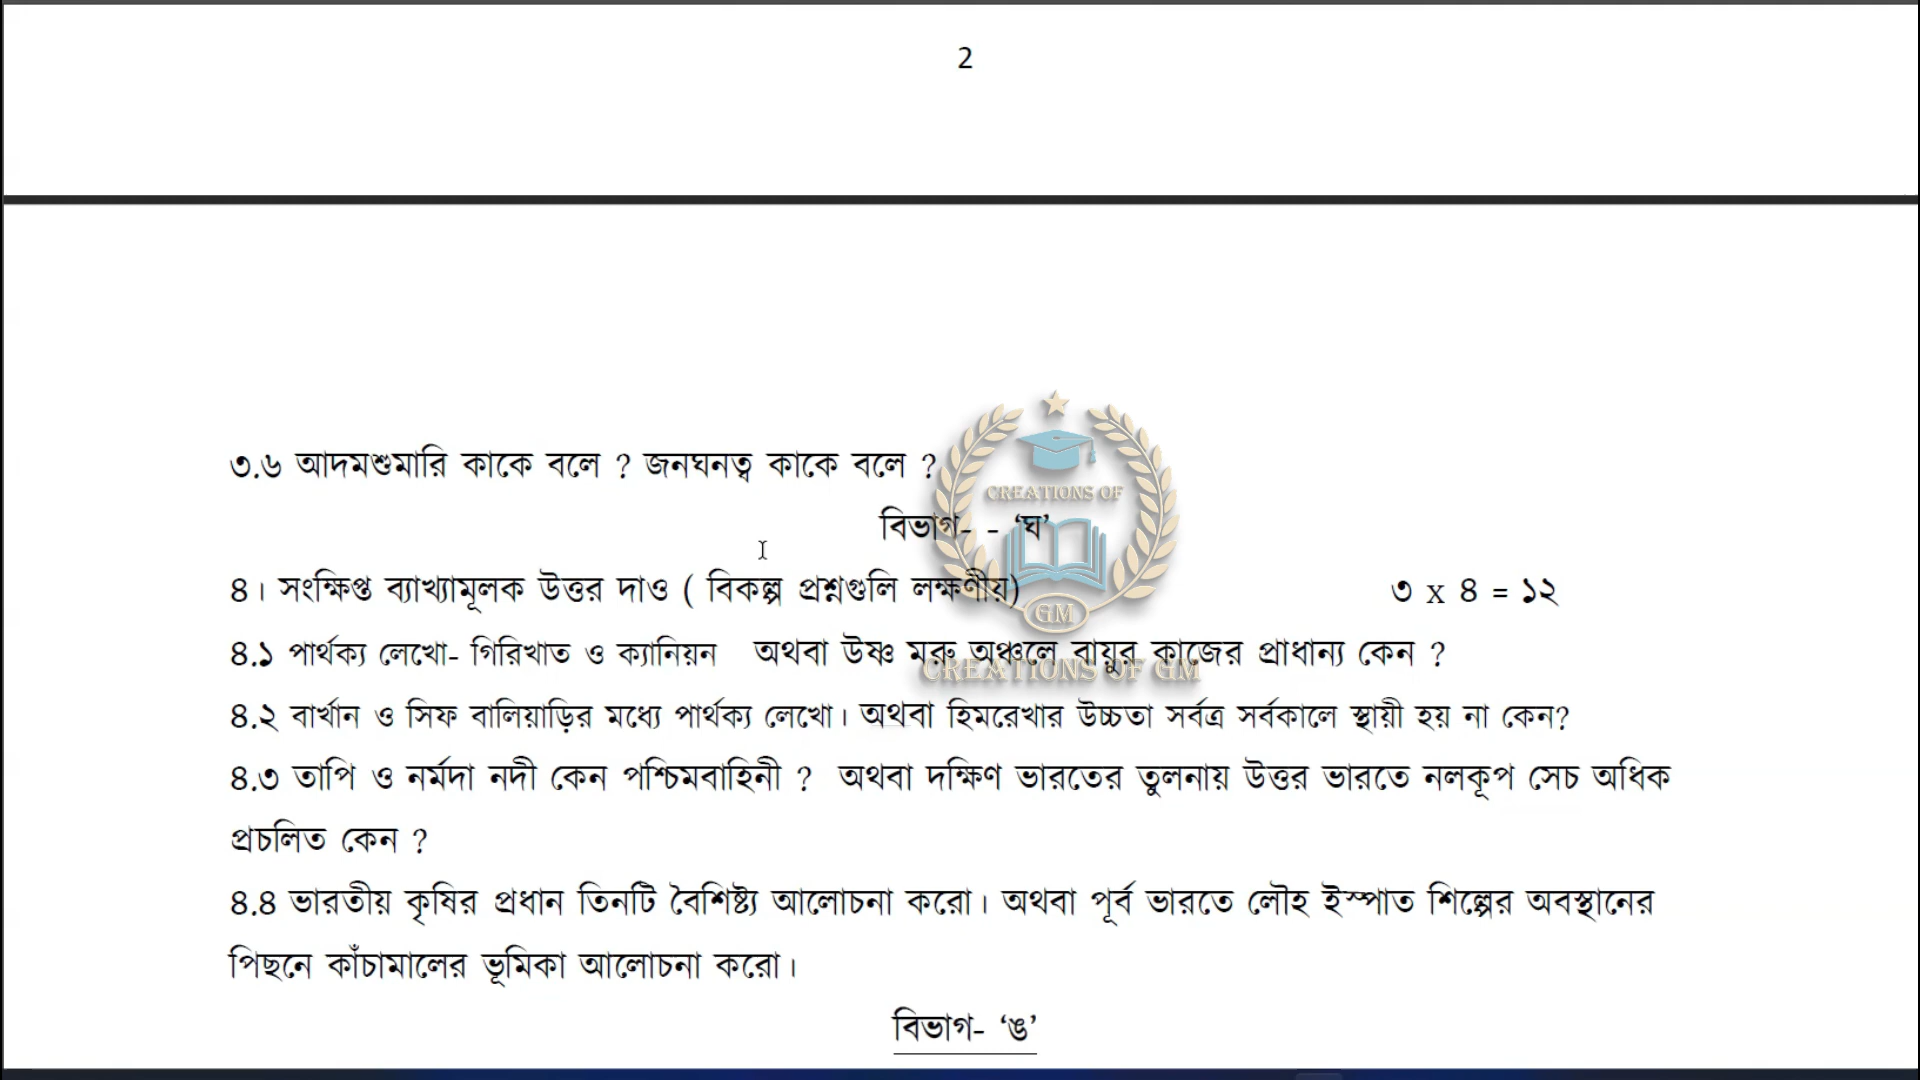 2
৩.৬ আদমশুমারি কাকে বলে ? জনঘনত্ব কাকে বলে ?
বিভাগ- - ‘ঘ’
৪। সংক্ষিপ্ত ব্যাখ্যামূলক উত্তর দাও ( বিকল্প প্রশ্নগুলি লক্ষণীয়) ৩ x ৪ = ১২
৪.১ পার্থক্য লেখো- গিরিখাত ও ক্যানিয়ন অথবা উষ্ণ মরু অঞ্চলে বায়ুর কাজের প্রাধান্য কেন ?
৪.২ বার্খান ও সিফ বালিয়াড়ির মধ্যে পার্থক্য লেখো। অথবা হিমরেখার উচ্চতা সর্বত্র সর্বকালে স্থায়ী হয় না কেন?
৪.৩ তাপি ও নর্মদা নদী কেন পশ্চিমবাহিনী ? অথবা দক্ষিণ ভারতের তুলনায় উত্তর ভারতে নলকূপ সেচ অধিক
প্রচলিত কেন ?
৪.৪ ভারতীয় কৃষির প্রধান তিনটি বৈশিষ্ট্য আলোচনা করো। অথবা পূর্ব ভারতে লৌহ ইস্পাত শিল্পের অবস্থানের
পিছনে কাঁচামালের ভূমিকা আলোচনা করো।
বিভাগ- ‘ঙ’
CREATIONS OF
GM
CREATIONS OF GM